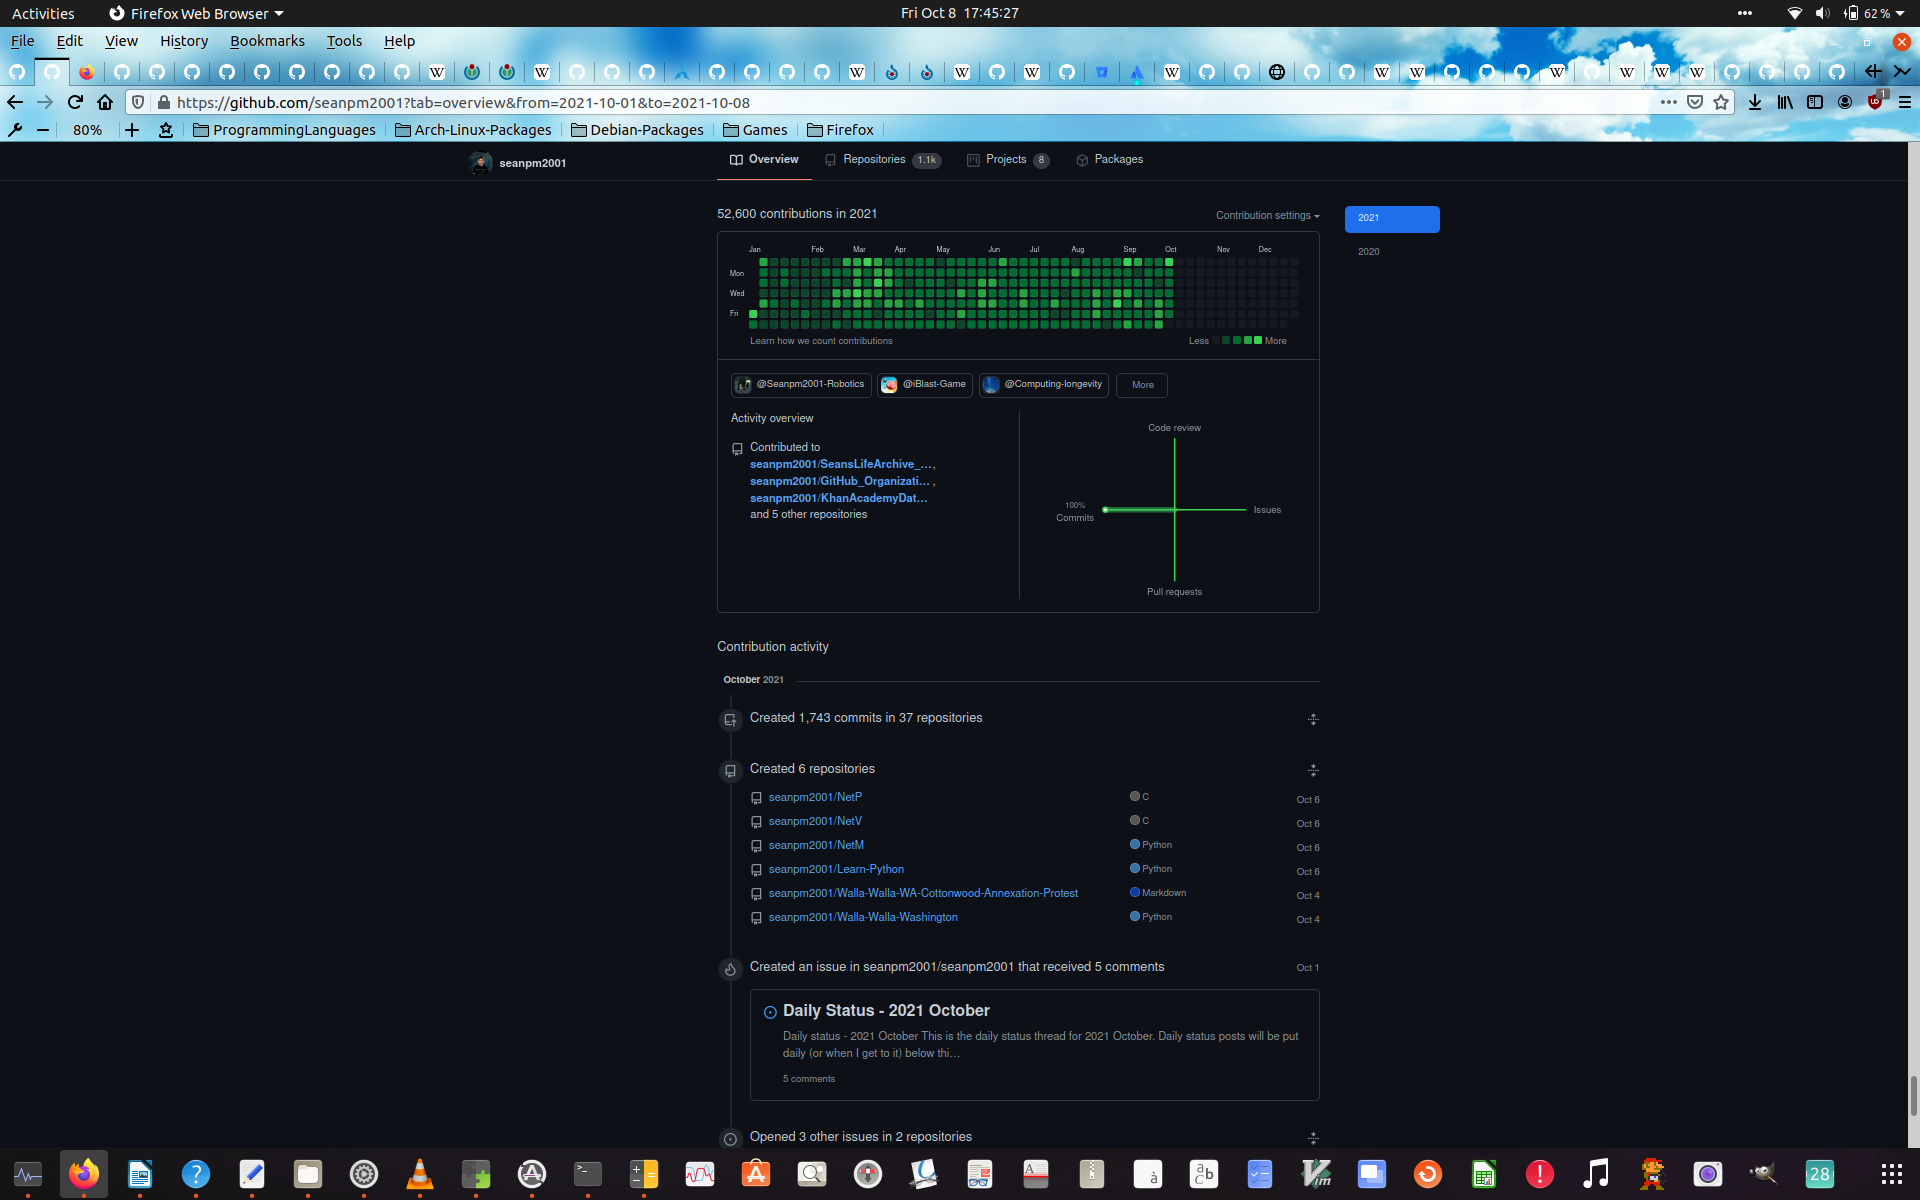 Activities
Firefox Web Browser
Fri Oct 8 17:45:27
62 %
File Edit View History Bookmarks Tools Help
https://github.com/seanpm2001?tab=overview&from=2021-10-01&to=2021-10-08
1
80%
ProgrammingLanguages
Arch-Linux-Packages
Debian-Packages
Games
Firefox
seanpm2001
Overview
Repositories 1.1k
Projects 8
Packages
52,600 contributions in 2021
Contribution settings
2021
2020
Jan Feb Mar Apr May Jun Jul Aug Sep Oct Nov Dec
Mon
Wed
Fri
Learn how we count contributions
Less
More
@Seanpm2001-Robotics
@iBlast-Game
@Computing-longevity
More
Activity overview
Contributed to
seanpm2001/SeansLifeArchive_… ,
seanpm2001/GitHub_Organizati… ,
seanpm2001/KhanAcademyDat…
and 5 other repositories
Code review
100%
Commits
Issues
Pull requests
Contribution activity
October 2021
Created 1,743 commits in 37 repositories
Created 6 repositories
seanpm2001/NetP C Oct 6
seanpm2001/NetV C Oct 6
seanpm2001/NetM Python Oct 6
seanpm2001/Learn-Python Python Oct 6
seanpm2001/Walla-Walla-WA-Cottonwood-Annexation-Protest Markdown Oct 4
seanpm2001/Walla-Walla-Washington Python Oct 4
Created an issue in seanpm2001/seanpm2001 that received 5 comments Oct 1
Daily Status - 2021 October
Daily status - 2021 October This is the daily status thread for 2021 October. Daily status posts will be put
daily (or when I get to it) below thi…
5 comments
Opened 3 other issues in 2 repositories
28